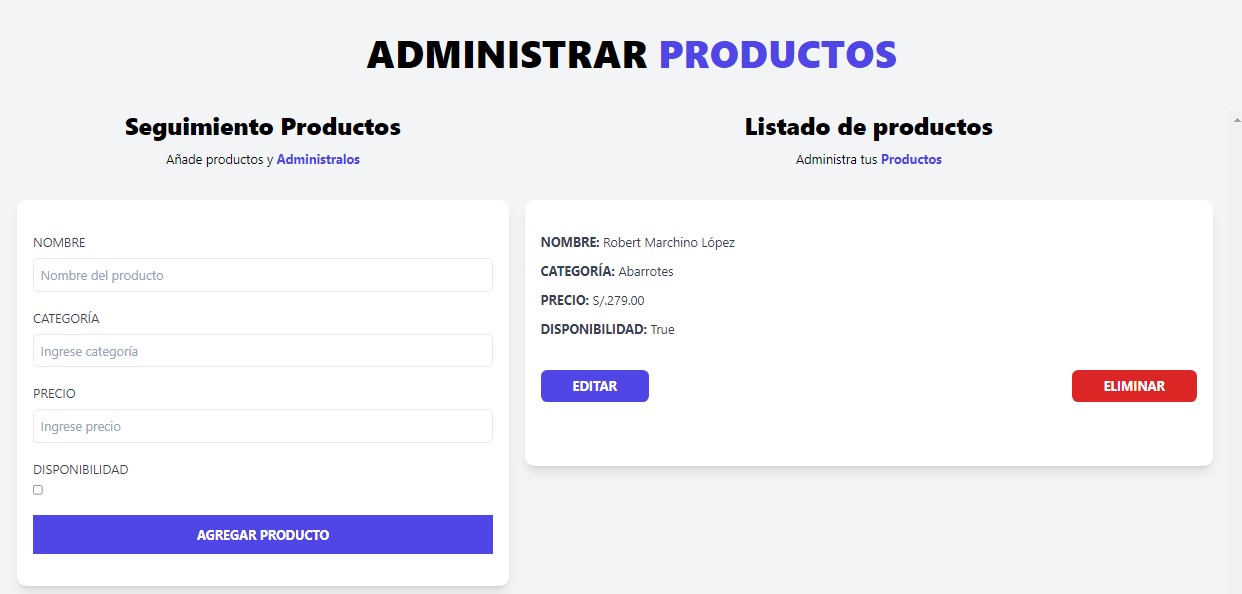 ADMINISTRAR PRODUCTOS
Seguimiento Productos
Añade productos y Administralos
NOMBRE
Nombre del producto
CATEGORÍA
Ingrese categoría
PRECIO
Ingrese precio
DISPONIBILIDAD
AGREGAR PRODUCTO
Listado de productos
Administra tus Productos
NOMBRE: Robert Marchino López
CATEGORÍA: Abarrotes
PRECIO: S/.279.00
DISPONIBILIDAD: True
EDITAR
ELIMINAR